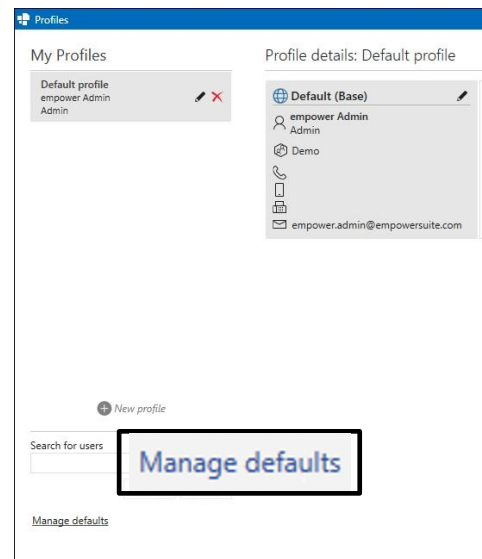 Profiles
My Profiles
Default profile
empower Admin
Admin
Profile details: Default profile
Default (Base)
empower Admin
Admin
Demo
empower.admin@empowersuite.com
New profile
Search for users
Manage defaults
Manage defaults